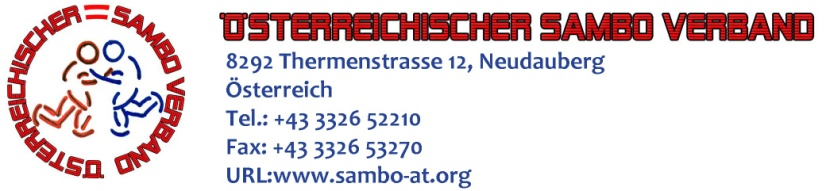 ÖSTERREICHISCHER SAMBO VERBAND
ÖSTERREICHISCHER SAMBO VERBAND
8292 Thermenstrasse 12, Neudauberg
Österreich
Tel.: +43 3326 52210
Fax: +43 3326 53270
URL:www.sambo-at.org